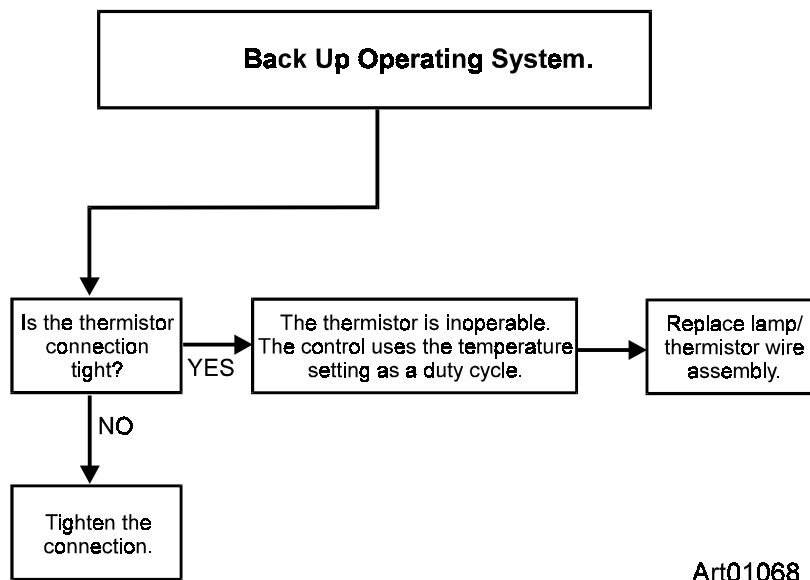 Back Up Operating System.
Is the thermistor
connection
tight?
YES
The thermistor is inoperable.
The control uses the temperature
setting as a duty cycle.
Replace lamp/
thermistor wire
assembly.
NO
Tighten the
connection.
Art01068